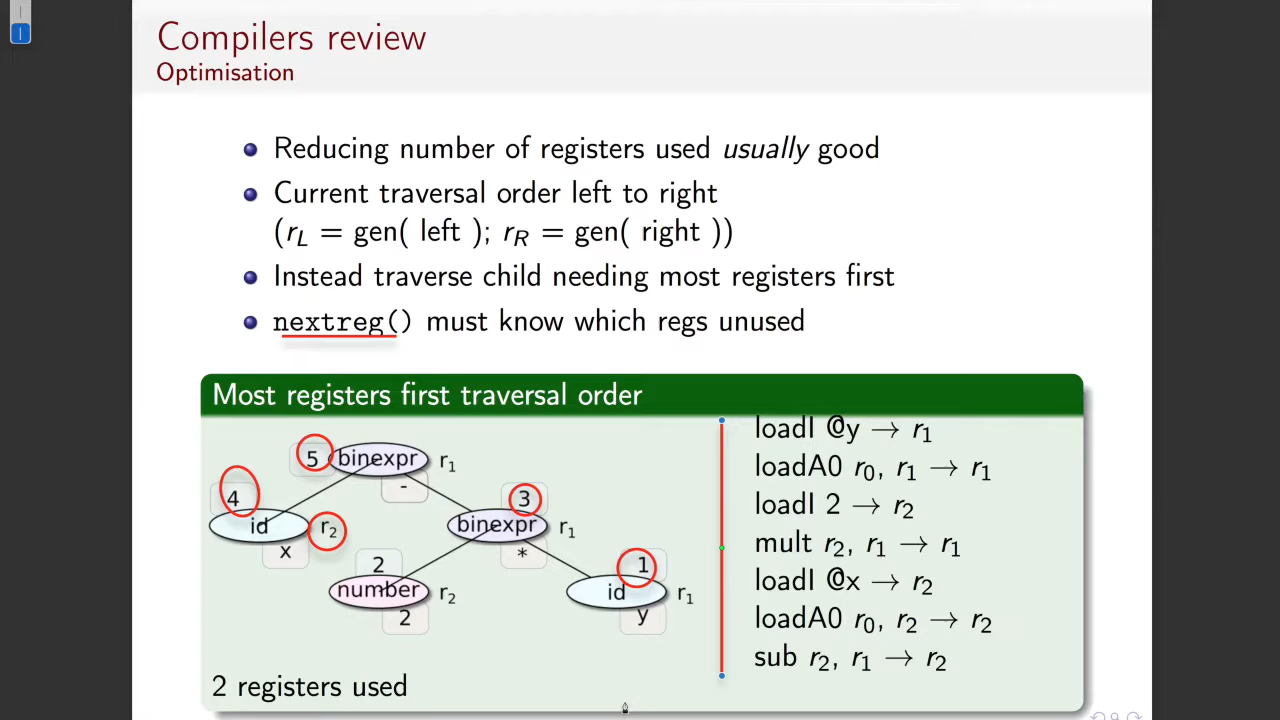 Compilers review
Optimisation
Reducing number of registers used usually good
Current traversal order left to right
(rL = gen( left ); rR = gen( right ))
Instead traverse child needing most registers first
nextreg() must know which regs unused
Most registers first traversal order
5 binexpr r1
-
4
id r2
x
3
binexpr r1
*
2
number r2
2
1
id r1
y
loadI @y → r1
loadA0 r0, r1 → r1
loadI 2 → r2
mult r2, r1 → r1
loadI @x → r2
loadA0 r0, r2 → r2
sub r2, r1 → r2
2 registers used